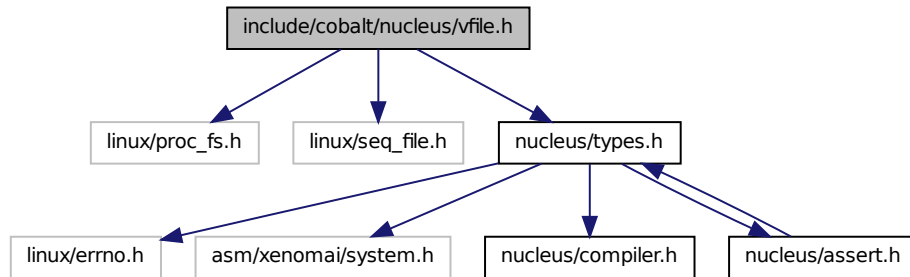 include/cobalt/nucleus/vfile.h
linux/proc_fs.h
linux/seq_file.h
nucleus/types.h
linux/errno.h
asm/xenomai/system.h
nucleus/compiler.h
nucleus/assert.h